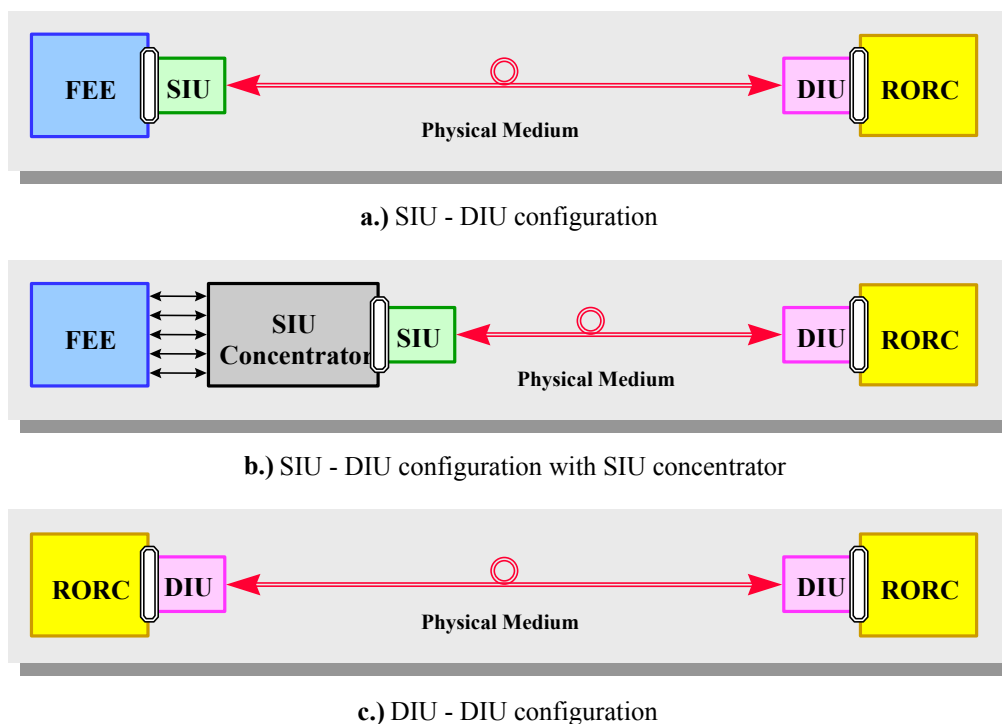 FEE SIU DIU RORC
Physical Medium
a.) SIU - DIU configuration
FEE SIU Concentrator SIU DIU RORC
Physical Medium
b.) SIU - DIU configuration with SIU concentrator
RORC DIU DIU RORC
Physical Medium
c.) DIU - DIU configuration